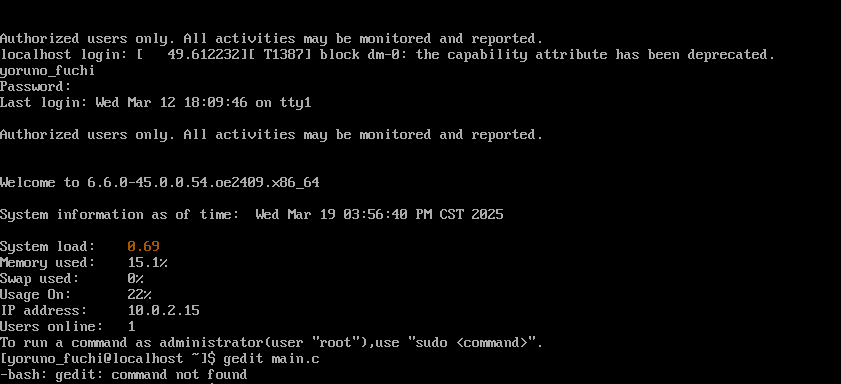 Authorized users only. All activities may be monitored and reported.
localhost login: [   49.612232][ T1387] block dm-0: the capability attribute has been deprecated.
yoruno_fuchi
Password:
Last login: Wed Mar 12 18:09:46 on tty1
Authorized users only. All activities may be monitored and reported.
Welcome to 6.6.0-45.0.0.54.oe2409.x86_64
System information as of time:  Wed Mar 19 03:56:40 PM CST 2025
System load:    0.69
Memory used:    15.1%
Swap used:      0%
Usage On:       22%
IP address:     10.0.2.15
Users online:   1
To run a command as administrator(user "root"),use "sudo <command>".
[yoruno_fuchi@localhost ~]$ gedit main.c
-bash: gedit: command not found